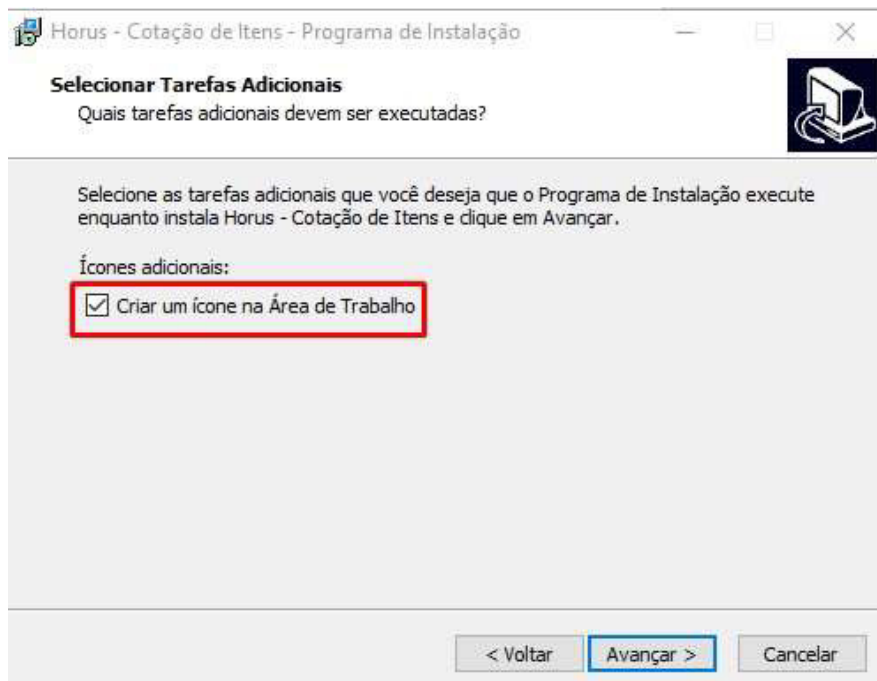 Horus - Cotação de Itens - Programa de Instalação
Selecionar Tarefas Adicionais
Quais tarefas adicionais devem ser executadas?
Selecione as tarefas adicionais que você deseja que o Programa de Instalação execute
enquanto instala Horus - Cotação de Itens e clique em Avançar.
Ícones adicionais:
Criar um ícone na Área de Trabalho
< Voltar
Avançar >
Cancelar